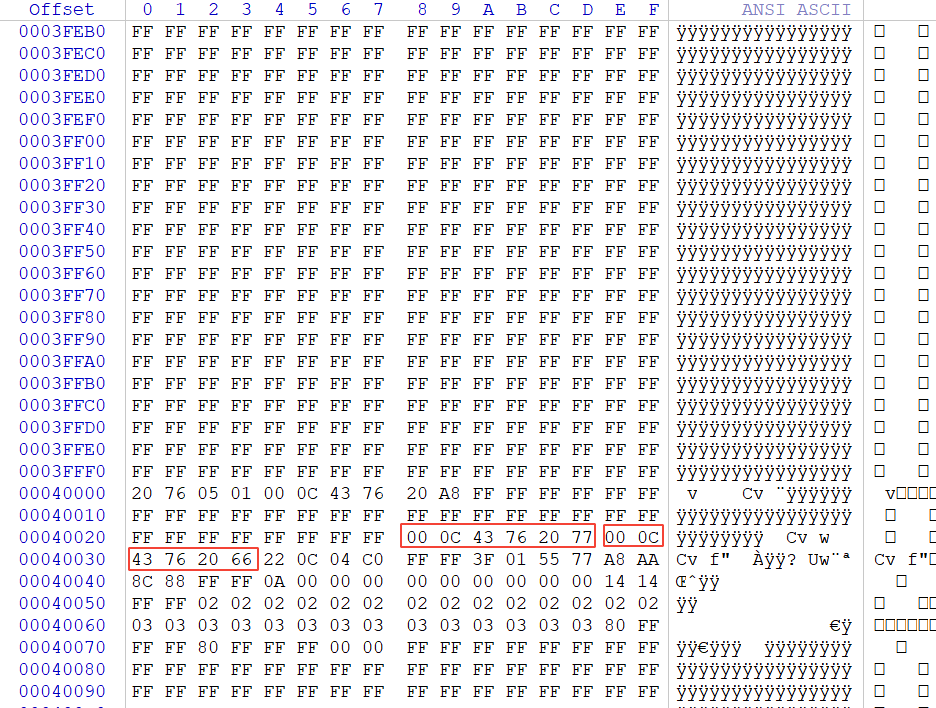 Offset 0 1 2 3 4 5 6 7 8 9 A B C D E F ANSI ASCII
0003FEB0 FF FF FF FF FF FF FF FF FF FF FF FF FF FF FF FF ÿÿÿÿÿÿÿÿÿÿÿÿÿÿÿÿ
0003FEC0 FF FF FF FF FF FF FF FF FF FF FF FF FF FF FF FF ÿÿÿÿÿÿÿÿÿÿÿÿÿÿÿÿ
0003FED0 FF FF FF FF FF FF FF FF FF FF FF FF FF FF FF FF ÿÿÿÿÿÿÿÿÿÿÿÿÿÿÿÿ
0003FEE0 FF FF FF FF FF FF FF FF FF FF FF FF FF FF FF FF ÿÿÿÿÿÿÿÿÿÿÿÿÿÿÿÿ
0003FEF0 FF FF FF FF FF FF FF FF FF FF FF FF FF FF FF FF ÿÿÿÿÿÿÿÿÿÿÿÿÿÿÿÿ
0003FF00 FF FF FF FF FF FF FF FF FF FF FF FF FF FF FF FF ÿÿÿÿÿÿÿÿÿÿÿÿÿÿÿÿ
0003FF10 FF FF FF FF FF FF FF FF FF FF FF FF FF FF FF FF ÿÿÿÿÿÿÿÿÿÿÿÿÿÿÿÿ
0003FF20 FF FF FF FF FF FF FF FF FF FF FF FF FF FF FF FF ÿÿÿÿÿÿÿÿÿÿÿÿÿÿÿÿ
0003FF30 FF FF FF FF FF FF FF FF FF FF FF FF FF FF FF FF ÿÿÿÿÿÿÿÿÿÿÿÿÿÿÿÿ
0003FF40 FF FF FF FF FF FF FF FF FF FF FF FF FF FF FF FF ÿÿÿÿÿÿÿÿÿÿÿÿÿÿÿÿ
0003FF50 FF FF FF FF FF FF FF FF FF FF FF FF FF FF FF FF ÿÿÿÿÿÿÿÿÿÿÿÿÿÿÿÿ
0003FF60 FF FF FF FF FF FF FF FF FF FF FF FF FF FF FF FF ÿÿÿÿÿÿÿÿÿÿÿÿÿÿÿÿ
0003FF70 FF FF FF FF FF FF FF FF FF FF FF FF FF FF FF FF ÿÿÿÿÿÿÿÿÿÿÿÿÿÿÿÿ
0003FF80 FF FF FF FF FF FF FF FF FF FF FF FF FF FF FF FF ÿÿÿÿÿÿÿÿÿÿÿÿÿÿÿÿ
0003FF90 FF FF FF FF FF FF FF FF FF FF FF FF FF FF FF FF ÿÿÿÿÿÿÿÿÿÿÿÿÿÿÿÿ
0003FFA0 FF FF FF FF FF FF FF FF FF FF FF FF FF FF FF FF ÿÿÿÿÿÿÿÿÿÿÿÿÿÿÿÿ
0003FFB0 FF FF FF FF FF FF FF FF FF FF FF FF FF FF FF FF ÿÿÿÿÿÿÿÿÿÿÿÿÿÿÿÿ
0003FFC0 FF FF FF FF FF FF FF FF FF FF FF FF FF FF FF FF ÿÿÿÿÿÿÿÿÿÿÿÿÿÿÿÿ
0003FFD0 FF FF FF FF FF FF FF FF FF FF FF FF FF FF FF FF ÿÿÿÿÿÿÿÿÿÿÿÿÿÿÿÿ
0003FFE0 FF FF FF FF FF FF FF FF FF FF FF FF FF FF FF FF ÿÿÿÿÿÿÿÿÿÿÿÿÿÿÿÿ
0003FFF0 FF FF FF FF FF FF FF FF FF FF FF FF FF FF FF FF ÿÿÿÿÿÿÿÿÿÿÿÿÿÿÿÿ
00040000 20 76 05 01 00 0C 43 76 20 A8 FF FF FF FF FF FF v Cv ¨ÿÿÿÿÿÿ v
00040010 FF FF FF FF FF FF FF FF FF FF FF FF FF FF FF FF ÿÿÿÿÿÿÿÿÿÿÿÿÿÿÿÿ
00040020 FF FF FF FF FF FF FF FF 00 0C 43 76 20 77 00 0C ÿÿÿÿÿÿÿÿ Cv w
00040030 43 76 20 66 22 0C 04 C0 FF FF 3F 01 55 77 A8 AA Cv f" Àÿÿ? Uw¨ª Cv f"
00040040 8C 88 FF FF 0A 00 00 00 00 00 00 00 00 00 14 14 Œˆÿÿ
00040050 FF FF 02 02 02 02 02 02 02 02 02 02 02 02 02 02 ÿÿ
00040060 03 03 03 03 03 03 03 03 03 03 03 03 03 03 80 FF €ÿ
00040070 FF FF 80 FF FF FF 00 00 FF FF FF FF FF FF FF FF ÿÿ€ÿÿÿ ÿÿÿÿÿÿÿÿ
00040080 FF FF FF FF FF FF FF FF FF FF FF FF FF FF FF FF ÿÿÿÿÿÿÿÿÿÿÿÿÿÿÿÿ
00040090 FF FF FF FF FF FF FF FF FF FF FF FF FF FF FF FF ÿÿÿÿÿÿÿÿÿÿÿÿÿÿÿÿ